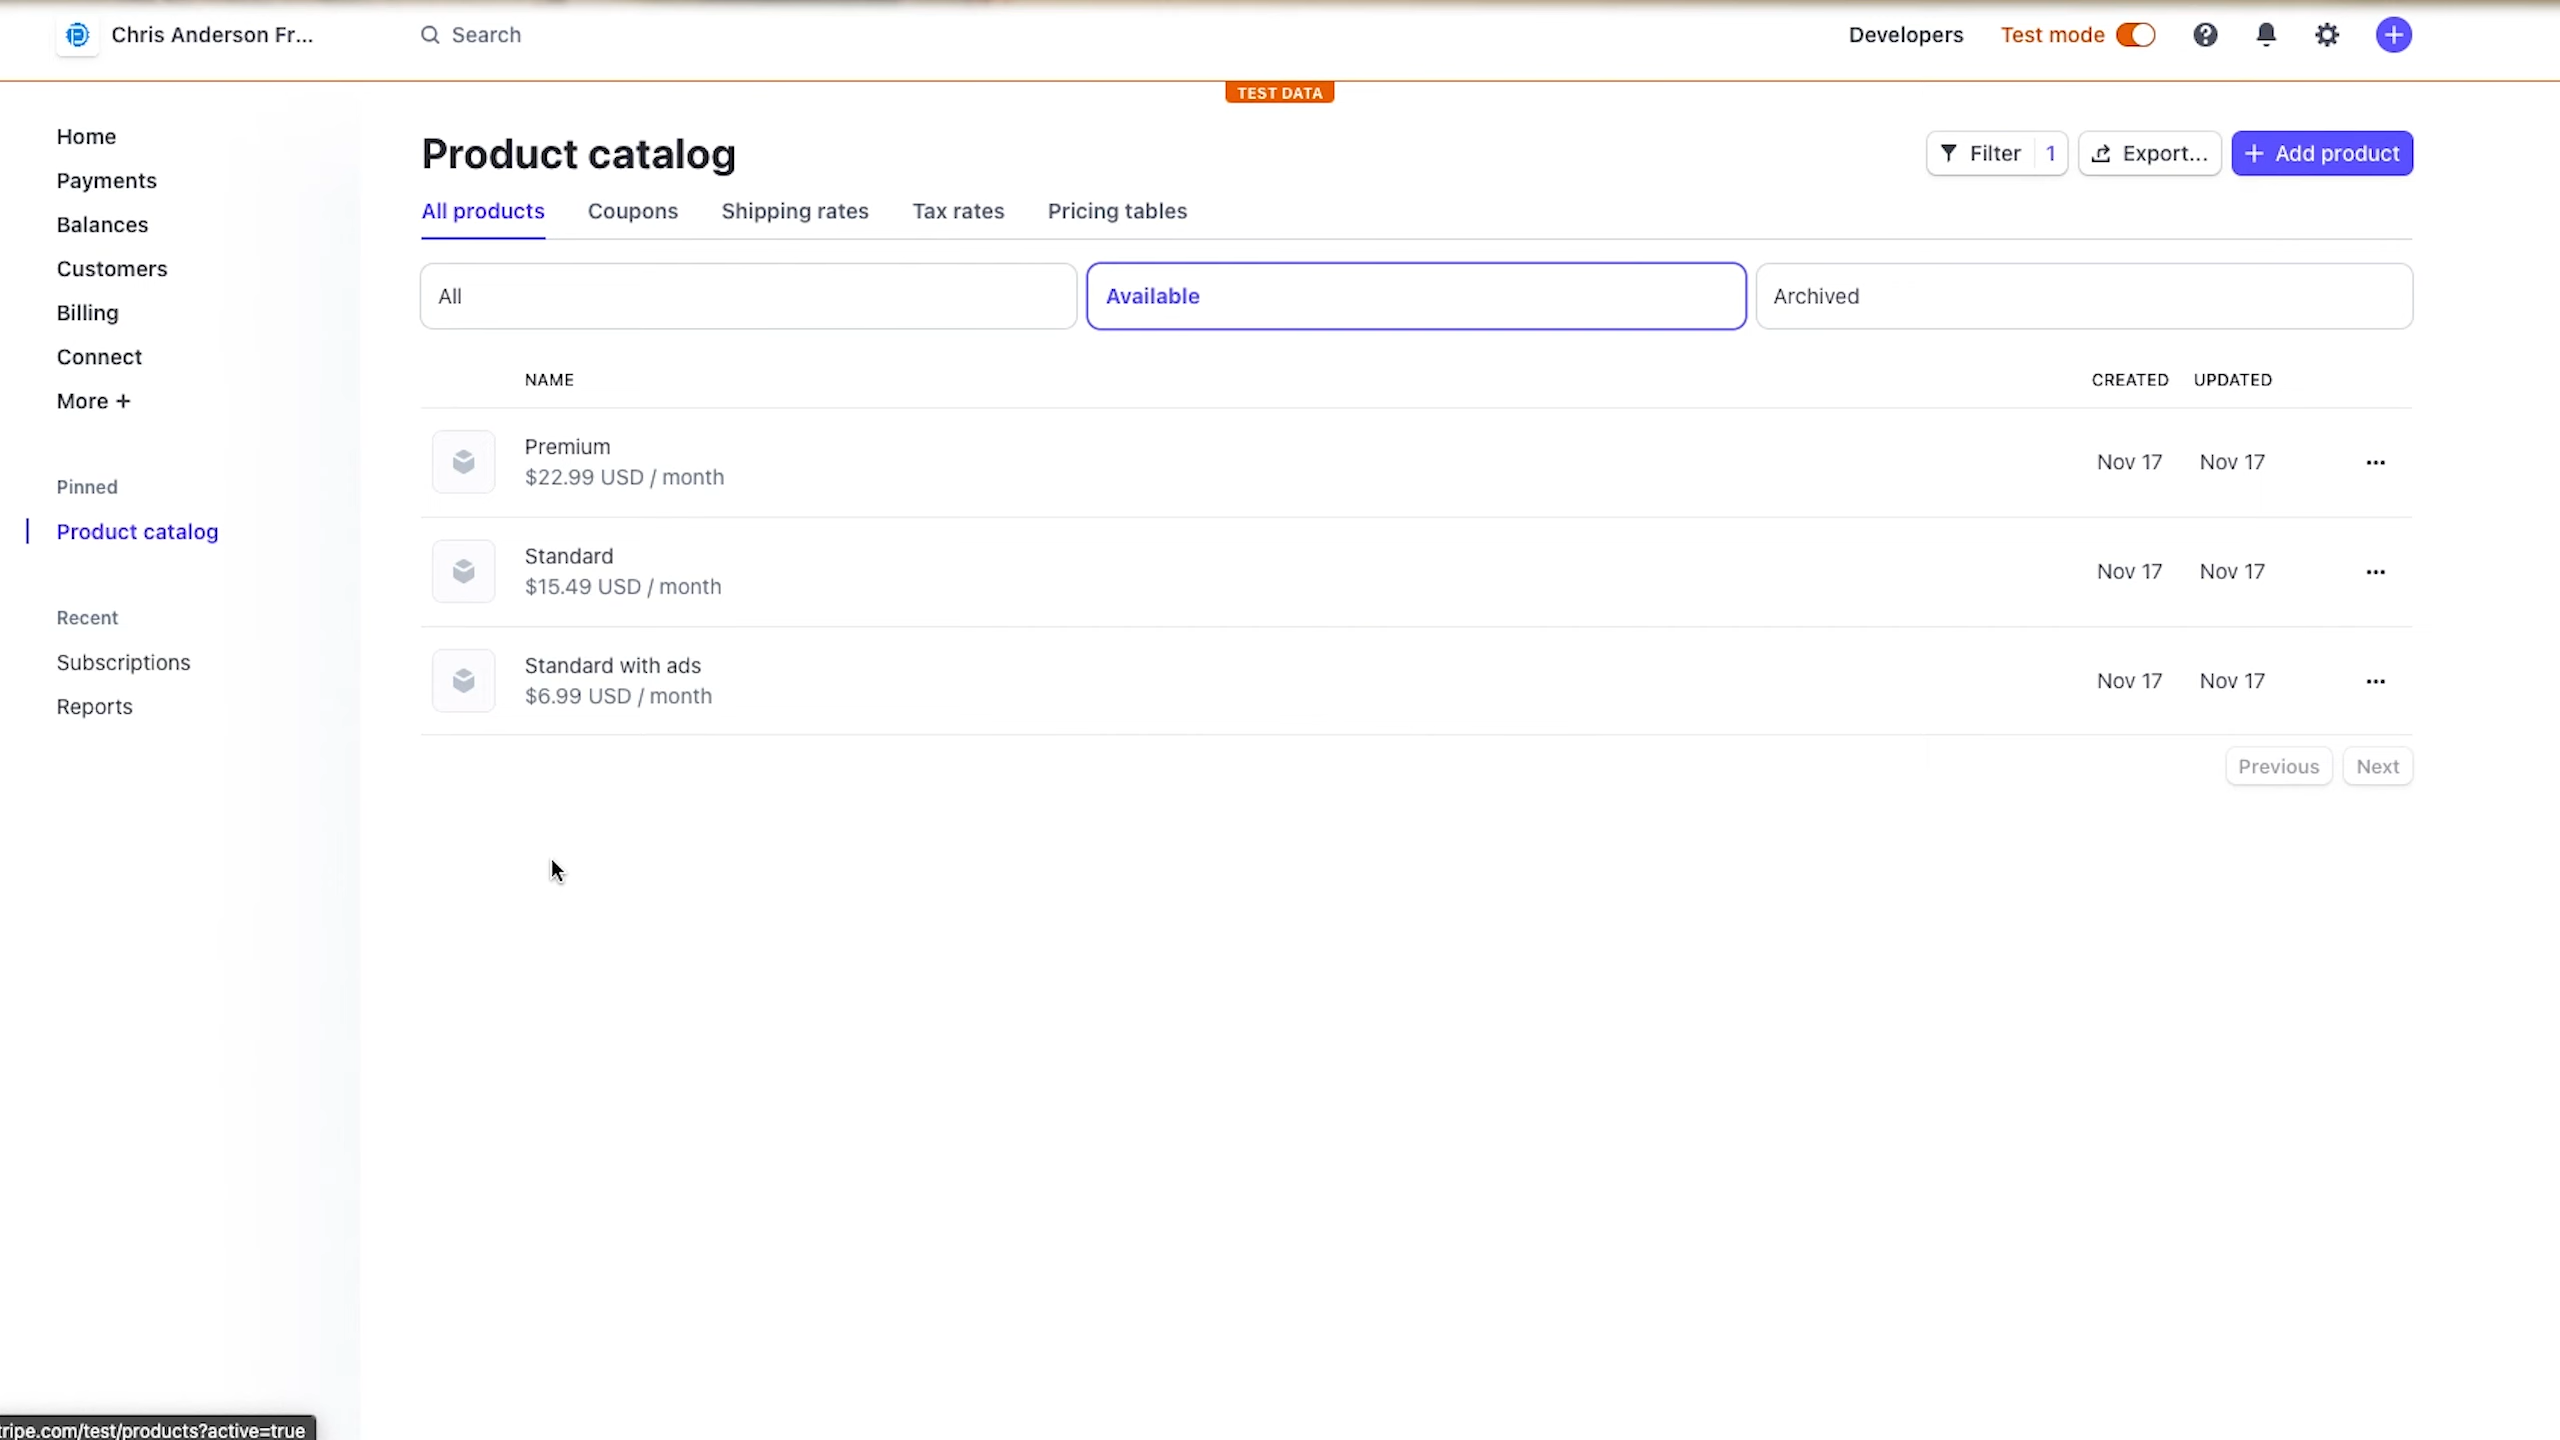 Chris Anderson Fr...
Search
Developers
Test mode
TEST DATA
Home
Payments
Balances
Customers
Billing
Connect
More +
Pinned
Product catalog
Recent
Subscriptions
Reports
Product catalog
Filter 1
Export...
+ Add product
All products
Coupons
Shipping rates
Tax rates
Pricing tables
All
Available
Archived
NAME
CREATED
UPDATED
Premium
$22.99 USD / month
Nov 17
Nov 17
Standard
$15.49 USD / month
Nov 17
Nov 17
Standard with ads
$6.99 USD / month
Nov 17
Nov 17
Previous
Next
tripe.com/test/products?active=true